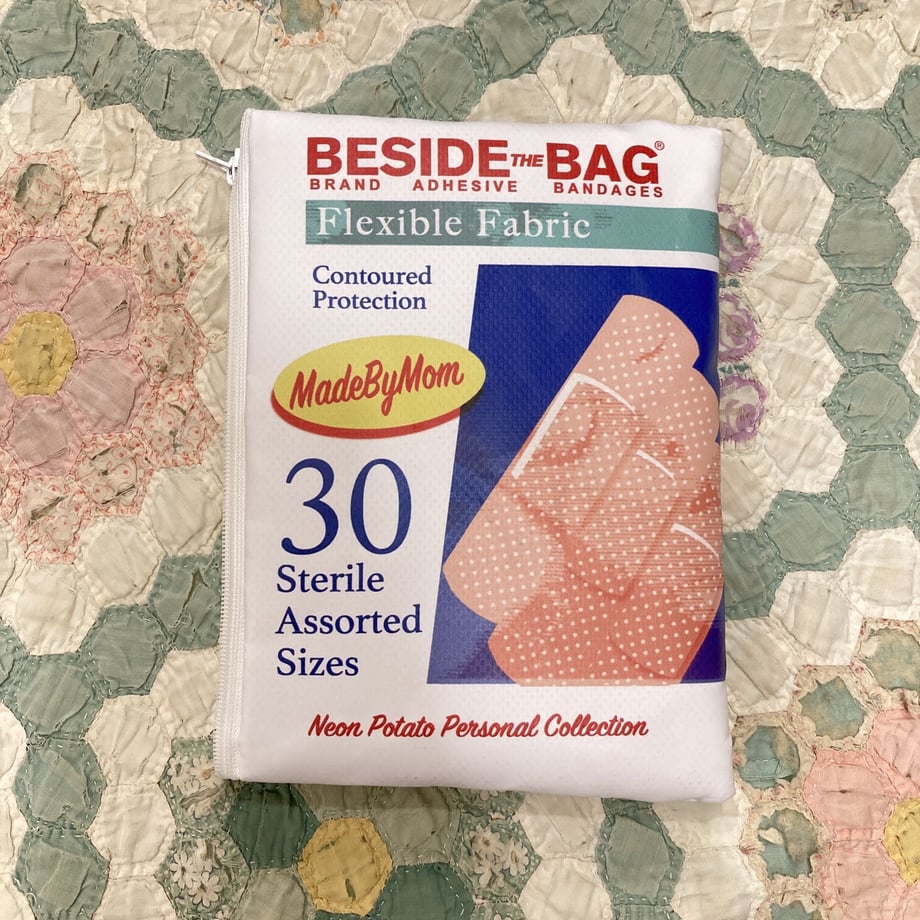 BESIDE THE BAG®
BRAND ADHESIVE BANDAGES
Flexible Fabric
Contoured
Protection
MadeByMom
30
Sterile
Assorted
Sizes
Neon Potato Personal Collection